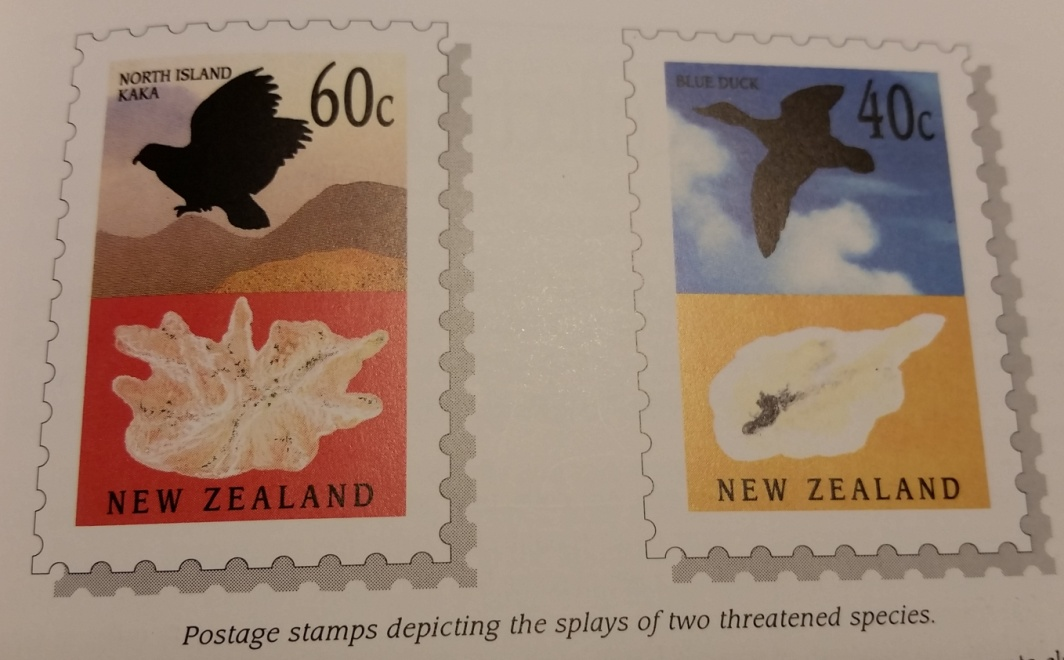 NORTH ISLAND
KAKA
60c
NEW ZEALAND
BLUE DUCK
40c
NEW ZEALAND
Postage stamps depicting the splays of two threatened species.